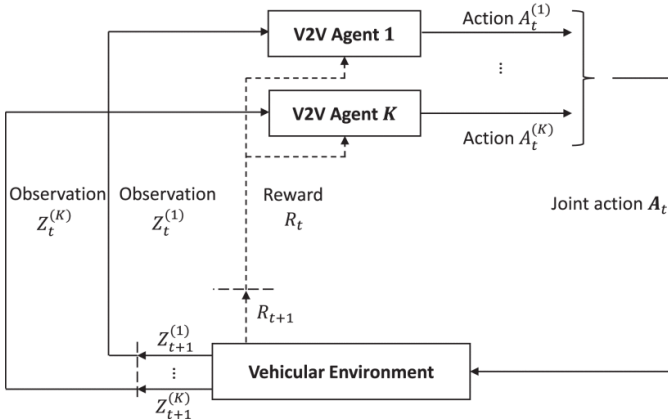 V2V Agent 1
Action A_t^{(1)}
⋮
V2V Agent K
Action A_t^{(K)}
Observation Z_t^{(K)}
Observation Z_t^{(1)}
Reward R_t
Joint action A_t
R_{t+1}
Z_{t+1}^{(1)}
⋮
Z_{t+1}^{(K)}
Vehicular Environment